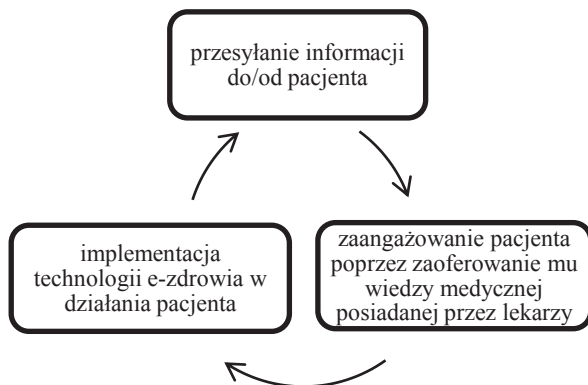 przesyłanie informacji
do/od pacjenta
zaangażowanie pacjenta
poprzez zaoferowanie mu
wiedzy medycznej
posiadanej przez lekarzy
implementacja
technologii e-zdrowia w
działania pacjenta